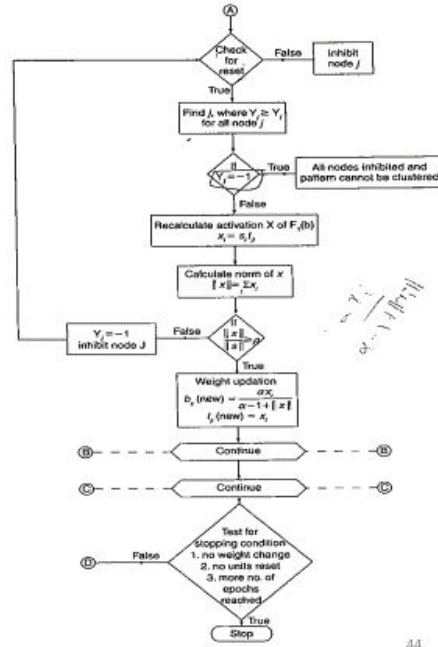 A
Check
for
reset
False
Inhibit
node j
True
Find j, where Yj ≥ Yi
for all node j
If
Yj = −1
True
All nodes inhibited and
pattern cannot be clustered
False
Recalculate activation X of F1(b)
xi = si tji
Calculate norm of x
‖x‖ = Σxi
If
‖x‖
‖s‖
≥ρ
False
Yj = −1
inhibit node J
True
Weight updation
bij (new) = αxi / α − 1 + ‖x‖
tji (new) = xi
B
Continue
B
C
Continue
C
Test for
stopping condition
1. no weight change
2. no units reset
3. more no. of
epochs
reached
False
D
True
Stop
44